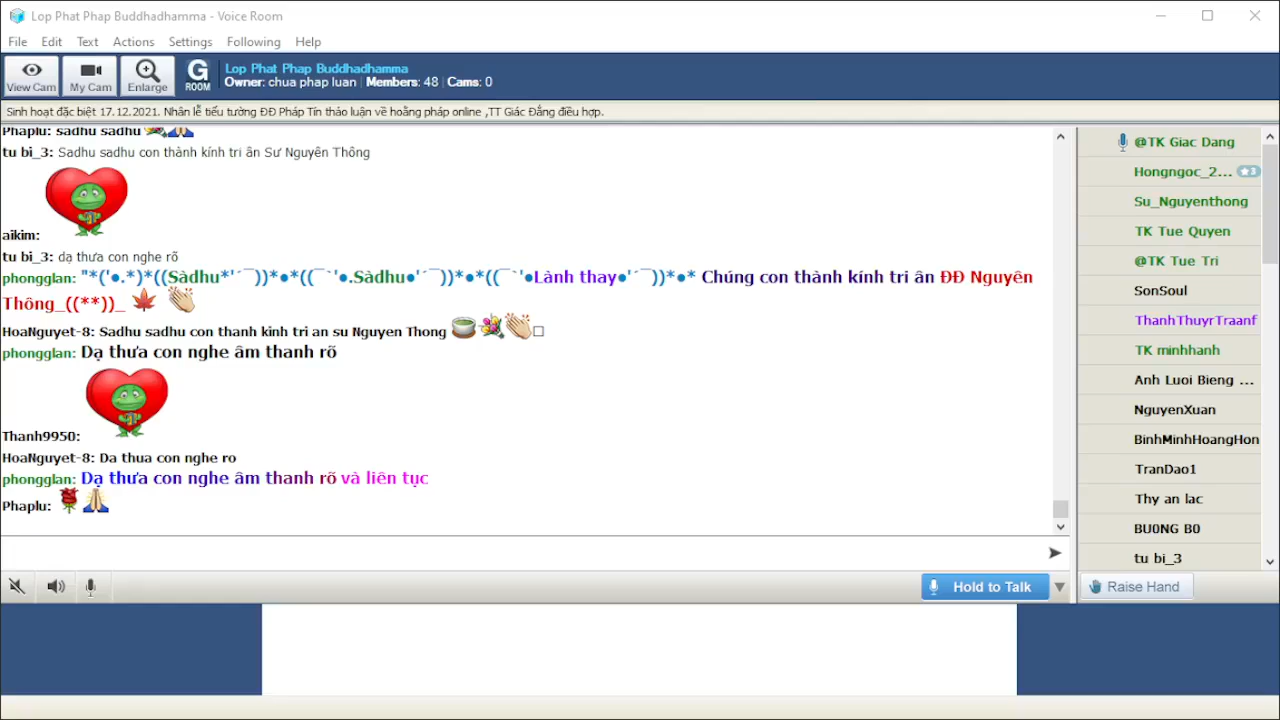 Lop Phat Phap Buddhadhamma - Voice Room
File Edit Text Actions Settings Following Help
View Cam My Cam Enlarge G ROOM
Lop Phat Phap Buddhadhamma
Owner: chua phap luan | Members: 48 | Cams: 0
Sinh hoạt đặc biệt 17.12.2021. Nhân lễ tiểu tường ĐĐ Pháp Tín thảo luận về hoằng pháp online ,TT Giác Đẳng điều hợp.
Phaplu: sadhu sadhu
tu bi_3: Sadhu sadhu con thành kính tri ân Sư Nguyên Thông
aikim:
tu bi_3: dạ thưa con nghe rõ
phongglan: "*('●.*)*((Sàdhu*'´¯))*●*((¯`'●.Sàdhu●'´¯))*●*((¯`'●Lành thay●'´¯))*●* Chúng con thành kính tri ân ĐĐ Nguyên
Thông_((**))_
HoaNguyet-8: Sadhu sadhu con thanh kinh tri an su Nguyen Thong
phongglan: Dạ thưa con nghe âm thanh rõ
Thanh9950:
HoaNguyet-8: Da thua con nghe ro
phongglan: Dạ thưa con nghe âm thanh rõ và liên tục
Phaplu:
Hold to Talk
@TK Giac Dang
Hongngoc_2... 3
Su_Nguyenthong
TK Tue Quyen
@TK Tue Tri
SonSoul
ThanhThuyrTraanf
TK minhhanh
Anh Luoi Bieng ...
NguyenXuan
BinhMinhHoangHon
TranDao1
Thy an lac
BU0NG B0
tu bi_3
Raise Hand